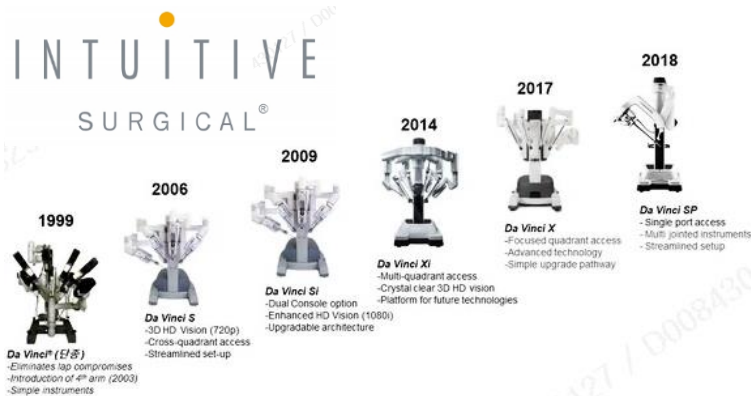 INTUITIVE
SURGICAL®
1999
Da Vinci® (단종)
-Eliminates lap compromises
-Introduction of 4th arm (2003)
-Simple instruments
2006
Da Vinci S
-3D HD Vision (720p)
-Cross-quadrant access
-Streamlined set-up
2009
Da Vinci Si
-Dual Console option
-Enhanced HD Vision (1080i)
-Upgradable architecture
2014
Da Vinci Xi
-Multi-quadrant access
-Crystal clear 3D HD vision
-Platform for future technologies
2017
Da Vinci X
-Focused quadrant access
-Advanced technology
-Simple upgrade pathway
2018
Da Vinci SP
- Single port access
- Multi jointed instruments
- Streamlined setup